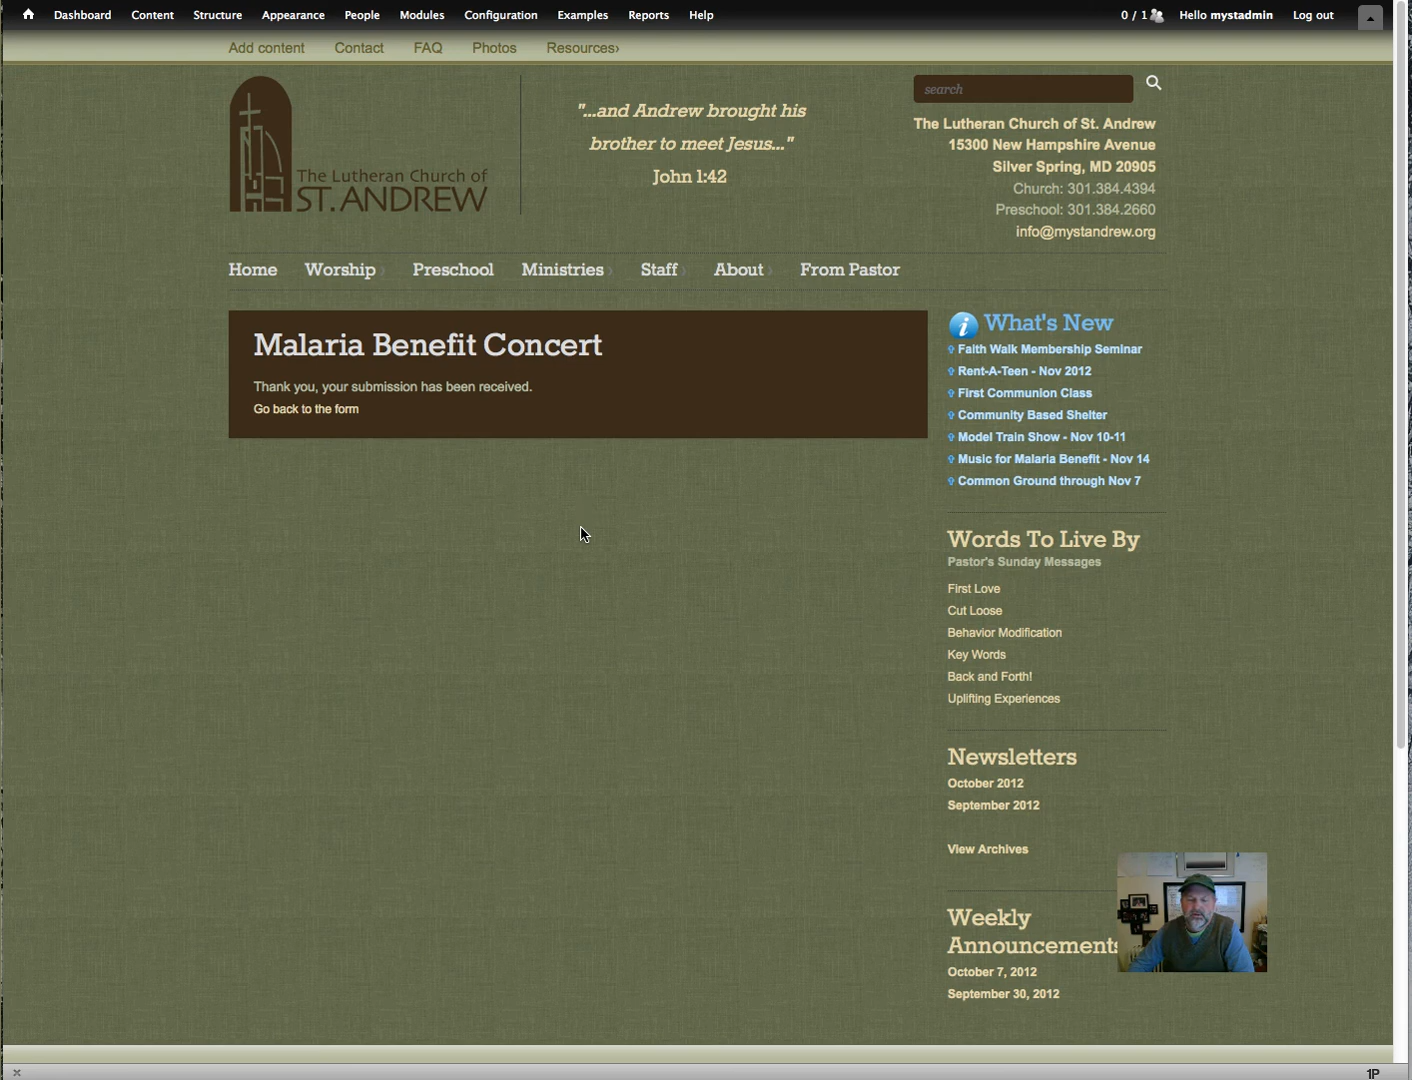 Dashboard Content Structure Appearance People Modules Configuration Examples Reports Help 0 / 1 Hello mystadmin Log out
Add content Contact FAQ Photos Resources›
The Lutheran Church of
ST. ANDREW
"...and Andrew brought his
brother to meet Jesus..."
John 1:42
search
The Lutheran Church of St. Andrew
15300 New Hampshire Avenue
Silver Spring, MD 20905
Church: 301.384.4394
Preschool: 301.384.2660
info@mystandrew.org
Home Worship › Preschool Ministries › Staff › About › From Pastor
Malaria Benefit Concert
Thank you, your submission has been received.
Go back to the form
What's New
Faith Walk Membership Seminar
Rent-A-Teen - Nov 2012
First Communion Class
Community Based Shelter
Model Train Show - Nov 10-11
Music for Malaria Benefit - Nov 14
Common Ground through Nov 7
Words To Live By
Pastor's Sunday Messages
First Love
Cut Loose
Behavior Modification
Key Words
Back and Forth!
Uplifting Experiences
Newsletters
October 2012
September 2012
View Archives
Weekly
Announcements
October 7, 2012
September 30, 2012
1P